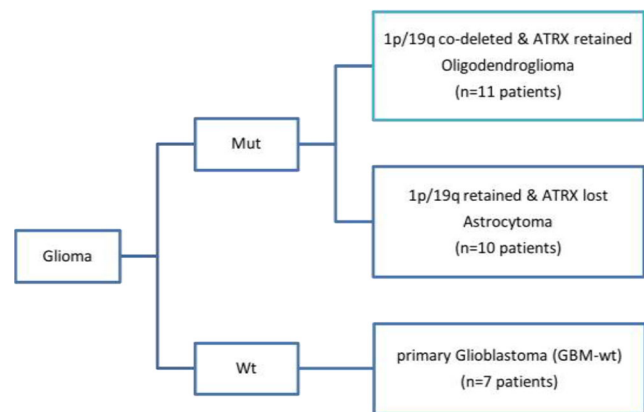 Glioma
Mut
Wt
1p/19q co-deleted & ATRX retained
Oligodendroglioma
(n=11 patients)
1p/19q retained & ATRX lost
Astrocytoma
(n=10 patients)
primary Glioblastoma (GBM-wt)
(n=7 patients)